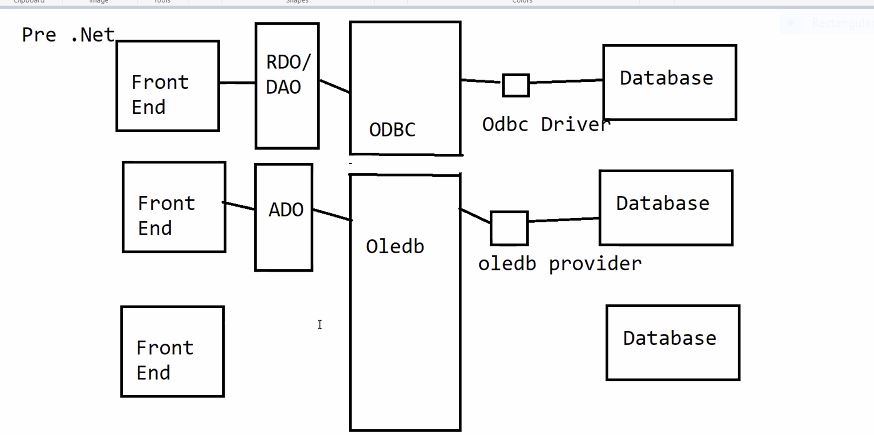 Pre .Net
Front
End
RDO/
DAO
ODBC
Odbc Driver
Database
Front
End
ADO
Oledb
oledb provider
Database
Front
End
Database